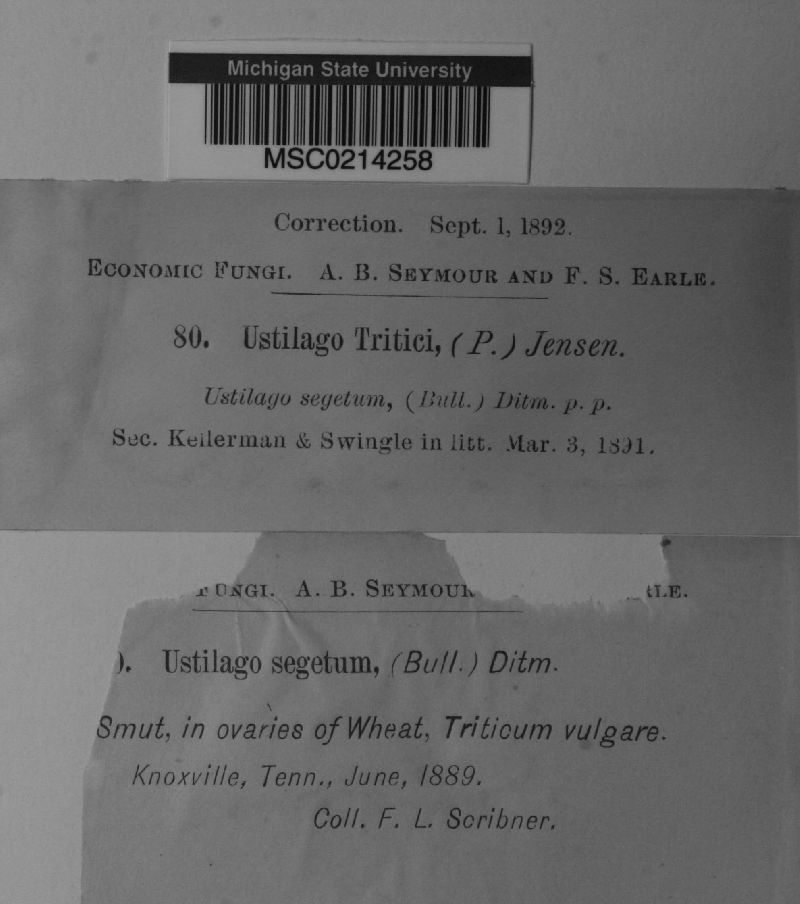 Michigan State University
MSC0214258
Correction. Sept. 1, 1892.
Economic Fungi. A. B. Seymour and F. S. Earle.
80. Ustilago Tritici, (P.) Jensen.
Ustilago segetum, (Bull.) Ditm. p. p.
Sec. Kellerman & Swingle in litt. Mar. 3, 1891.
Fungi. A. B. Seymour
). Ustilago segetum, (Bull.) Ditm.
Smut, in ovaries of Wheat, Triticum vulgare.
Knoxville, Tenn., June, 1889.
Coll. F. L. Scribner.